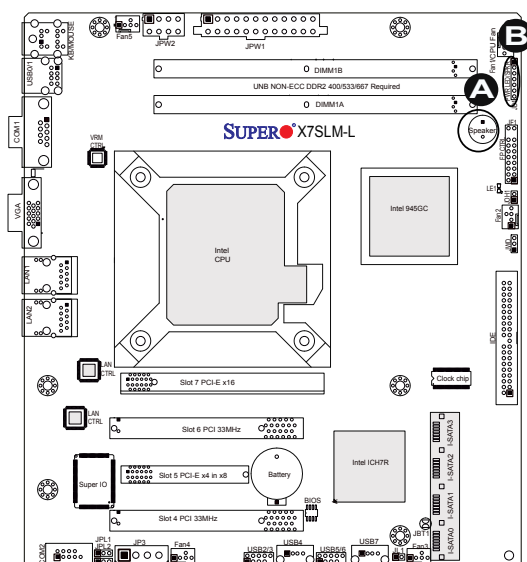 KB/MOUSE
Fan5
JPW2
JPW1
Fan1/CPU Fan
B
USB0/1
DIMM1B
UNB NON-ECC DDR2 400/533/667 Required
DIMM1A
A
SUPER X7SLM-L
Speaker
COM1
VRM
CTRL
JF1
FP CTRL
LE1
JOH1
Intel 945GC
Fan2
VGA
JWD
Intel
CPU
LAN1
LAN2
IDE
LAN
CTRL
Slot 7 PCI-E x16
Clock chip
LAN
CTRL
Slot 6 PCI 33MHz
I-SATA3
I-SATA2
I-SATA1
I-SATA0
Super IO
Slot 5 PCI-E x4 in x8
Battery
Intel ICH7R
BIOS
Slot 4 PCI 33MHz
JBT1
COM2
JPL1
JPL2
JP3
Fan4
USB2/3
USB4
USB5/6
USB7
JL1
Fan3